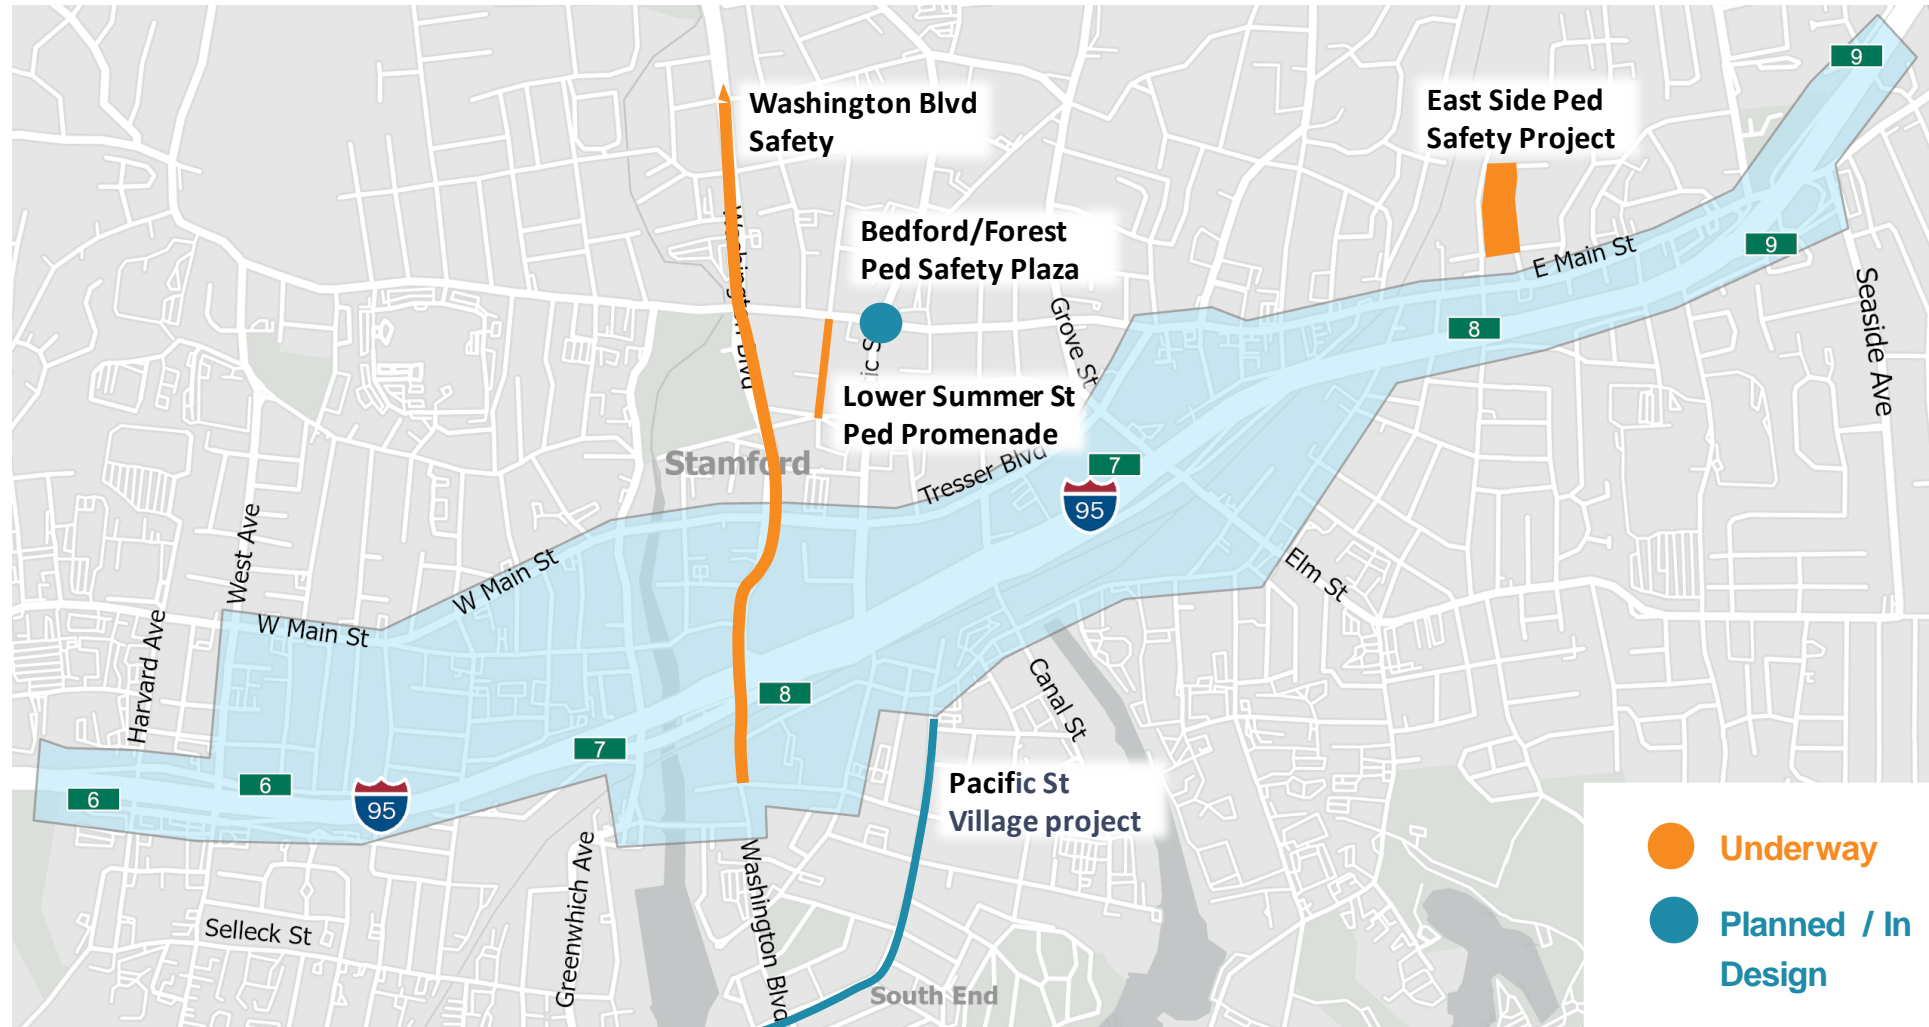 9
Washington Blvd
Safety
East Side Ped
Safety Project
Washington Blvd
Bedford/Forest
Ped Safety Plaza
9
E Main St
Seaside Ave
Grove St
8
ic S
Lower Summer St
Ped Promenade
Stamford
Tresser Blvd
7
95
West Ave
W Main St
Elm St
W Main St
Harvard Ave
Canal St
8
7
6
6
95
Pacific St
Village project
Greenwhich Ave
Washington Blvd
Selleck St
South End
Underway
Planned / In
Design